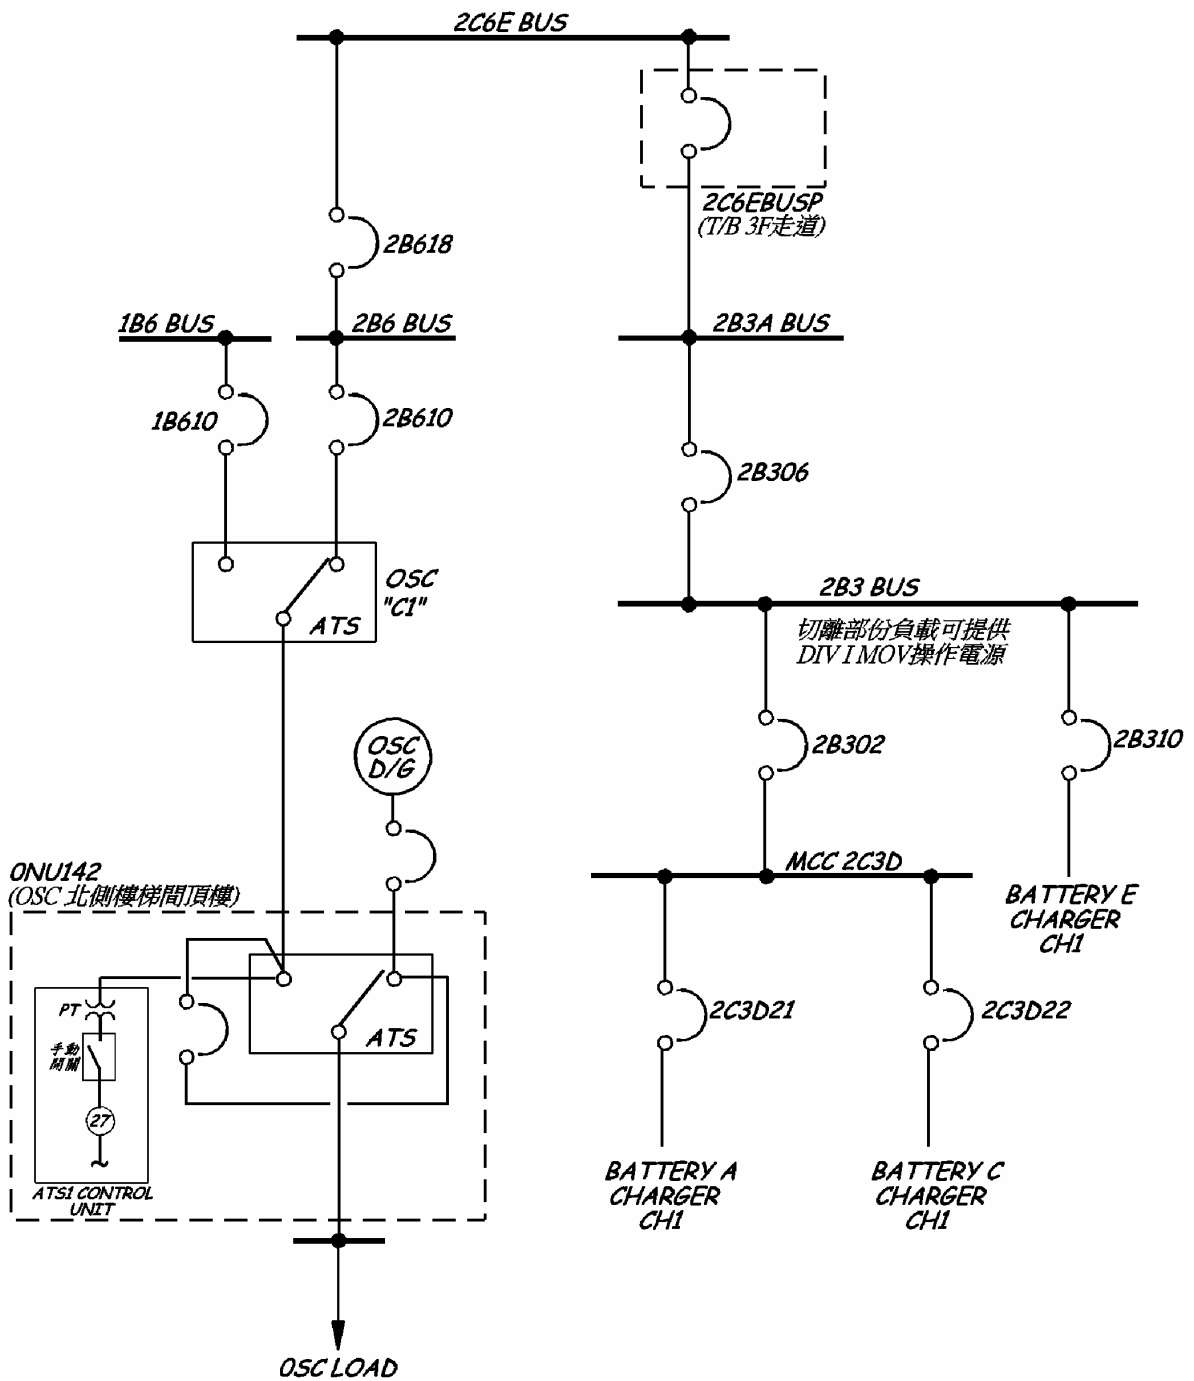 2C6E BUS
2C6EBUSP
(T/B 3F走道)
2B618
1B6 BUS
2B6 BUS
2B3A BUS
1B610
2B610
2B306
OSC
"C1"
ATS
2B3 BUS
切離部份負載可提供
DIV I MOV操作電源
OSC
D/G
2B302
2B310
0NU142
(OSC 北側樓梯間頂樓)
MCC 2C3D
BATTERY E
CHARGER
CH1
PT
手動
開關
27
ATS
2C3D21
2C3D22
ATS1 CONTROL
UNIT
BATTERY A
CHARGER
CH1
BATTERY C
CHARGER
CH1
OSC LOAD